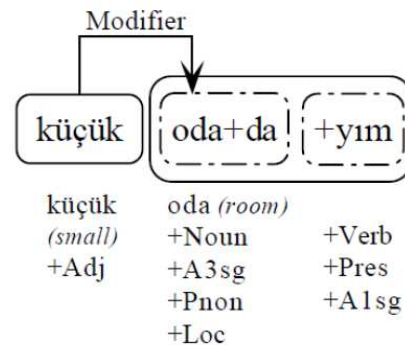 Modifier
küçük oda+da +yım
küçük oda (room)
(small) +Noun +Verb
+Adj +A3sg +Pres
+Pnon +A1sg
+Loc